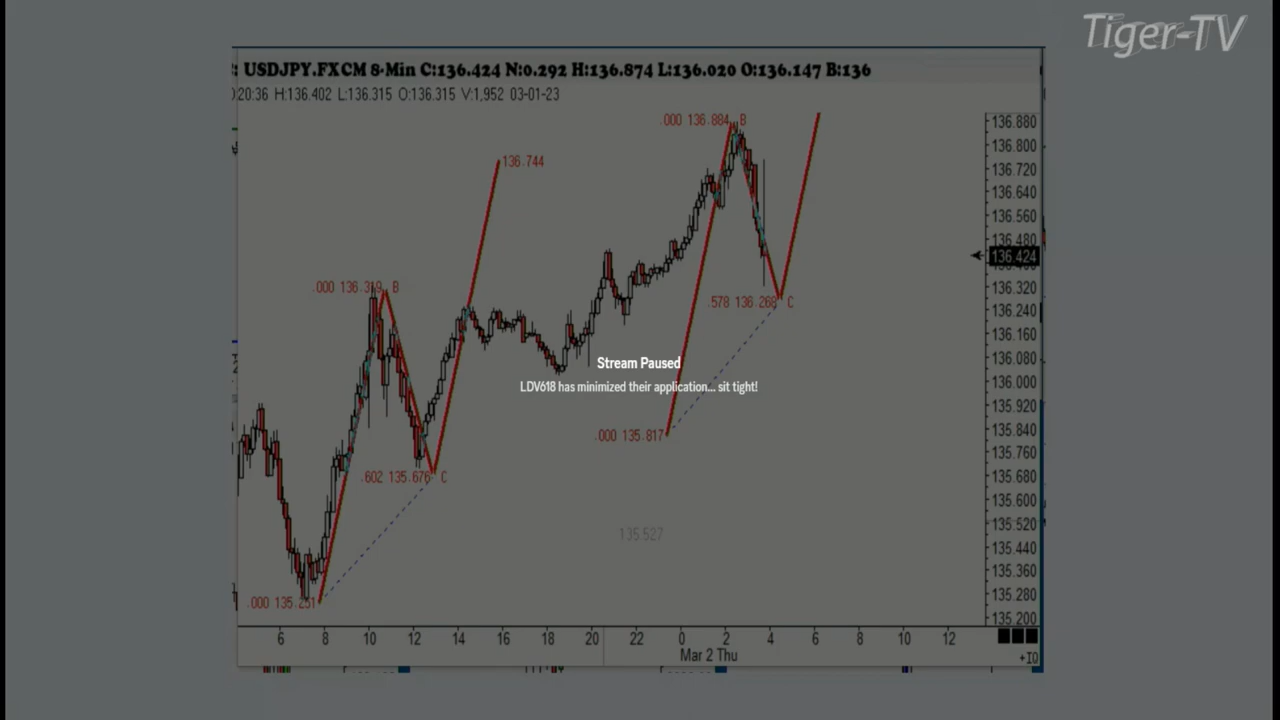 Tiger-TV
: USDJPY.FXCM 8-Min C:136.424 N:0.292 H:136.874 L:136.020 O:136.147 B:136
):20:36 H:136.402 L:136.315 O:136.315 V:1,952 03-01-23
.000 136.884 B
136.880
136.800
136.744
136.720
136.640
136.560
136.480
136.424
.000 136.319 B
136.320
.578 136.268 C
136.240
136.160
136.080
Stream Paused
LDV618 has minimized their application... sit tight!
136.000
135.920
.000 135.817
135.840
135.760
.602 135.676 C
135.680
135.600
135.527
135.520
135.440
135.360
.000 135.251
135.280
135.200
6 8 10 12 14 16 18 20 22 0 2 4 6 8 10 12
Mar 2 Thu
+IQ